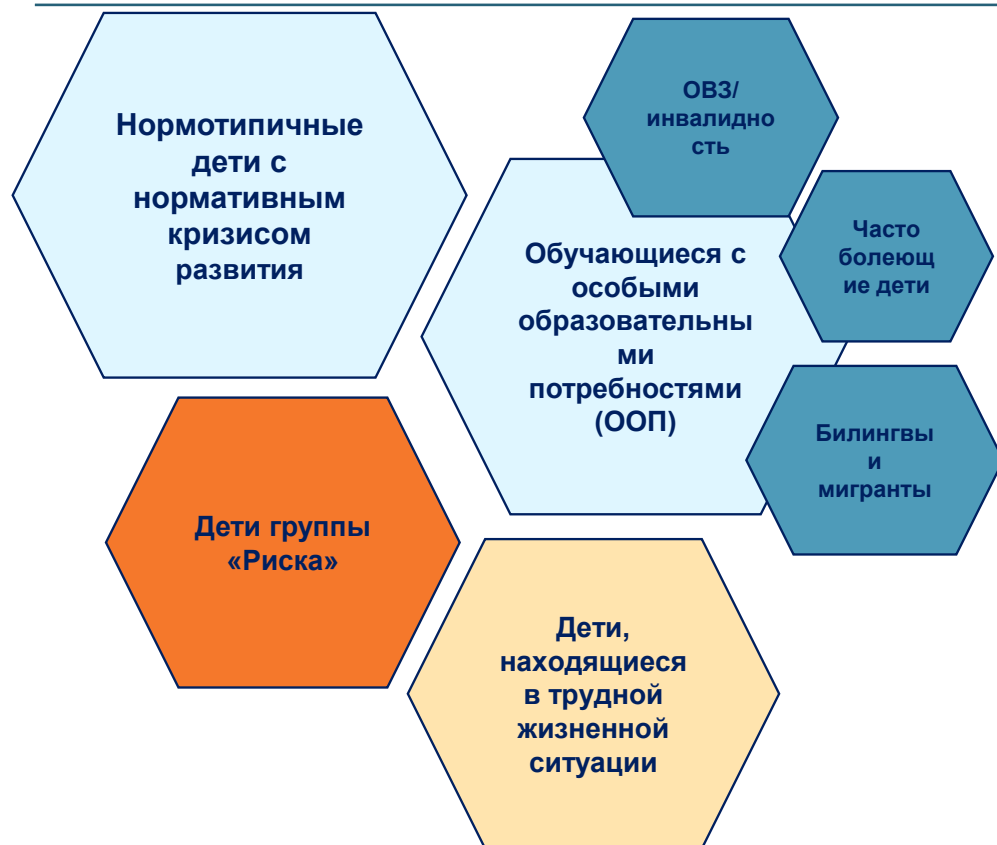 Нормотипичные
дети с
нормативным
кризисом
развития
ОВЗ/
инвалидно
сть
Часто
болеющ
ие дети
Обучающиеся с
особыми
образовательны
ми
потребностями
(ООП)
Билингвы
и
мигранты
Дети группы
«Риска»
Дети,
находящиеся
в трудной
жизненной
ситуации